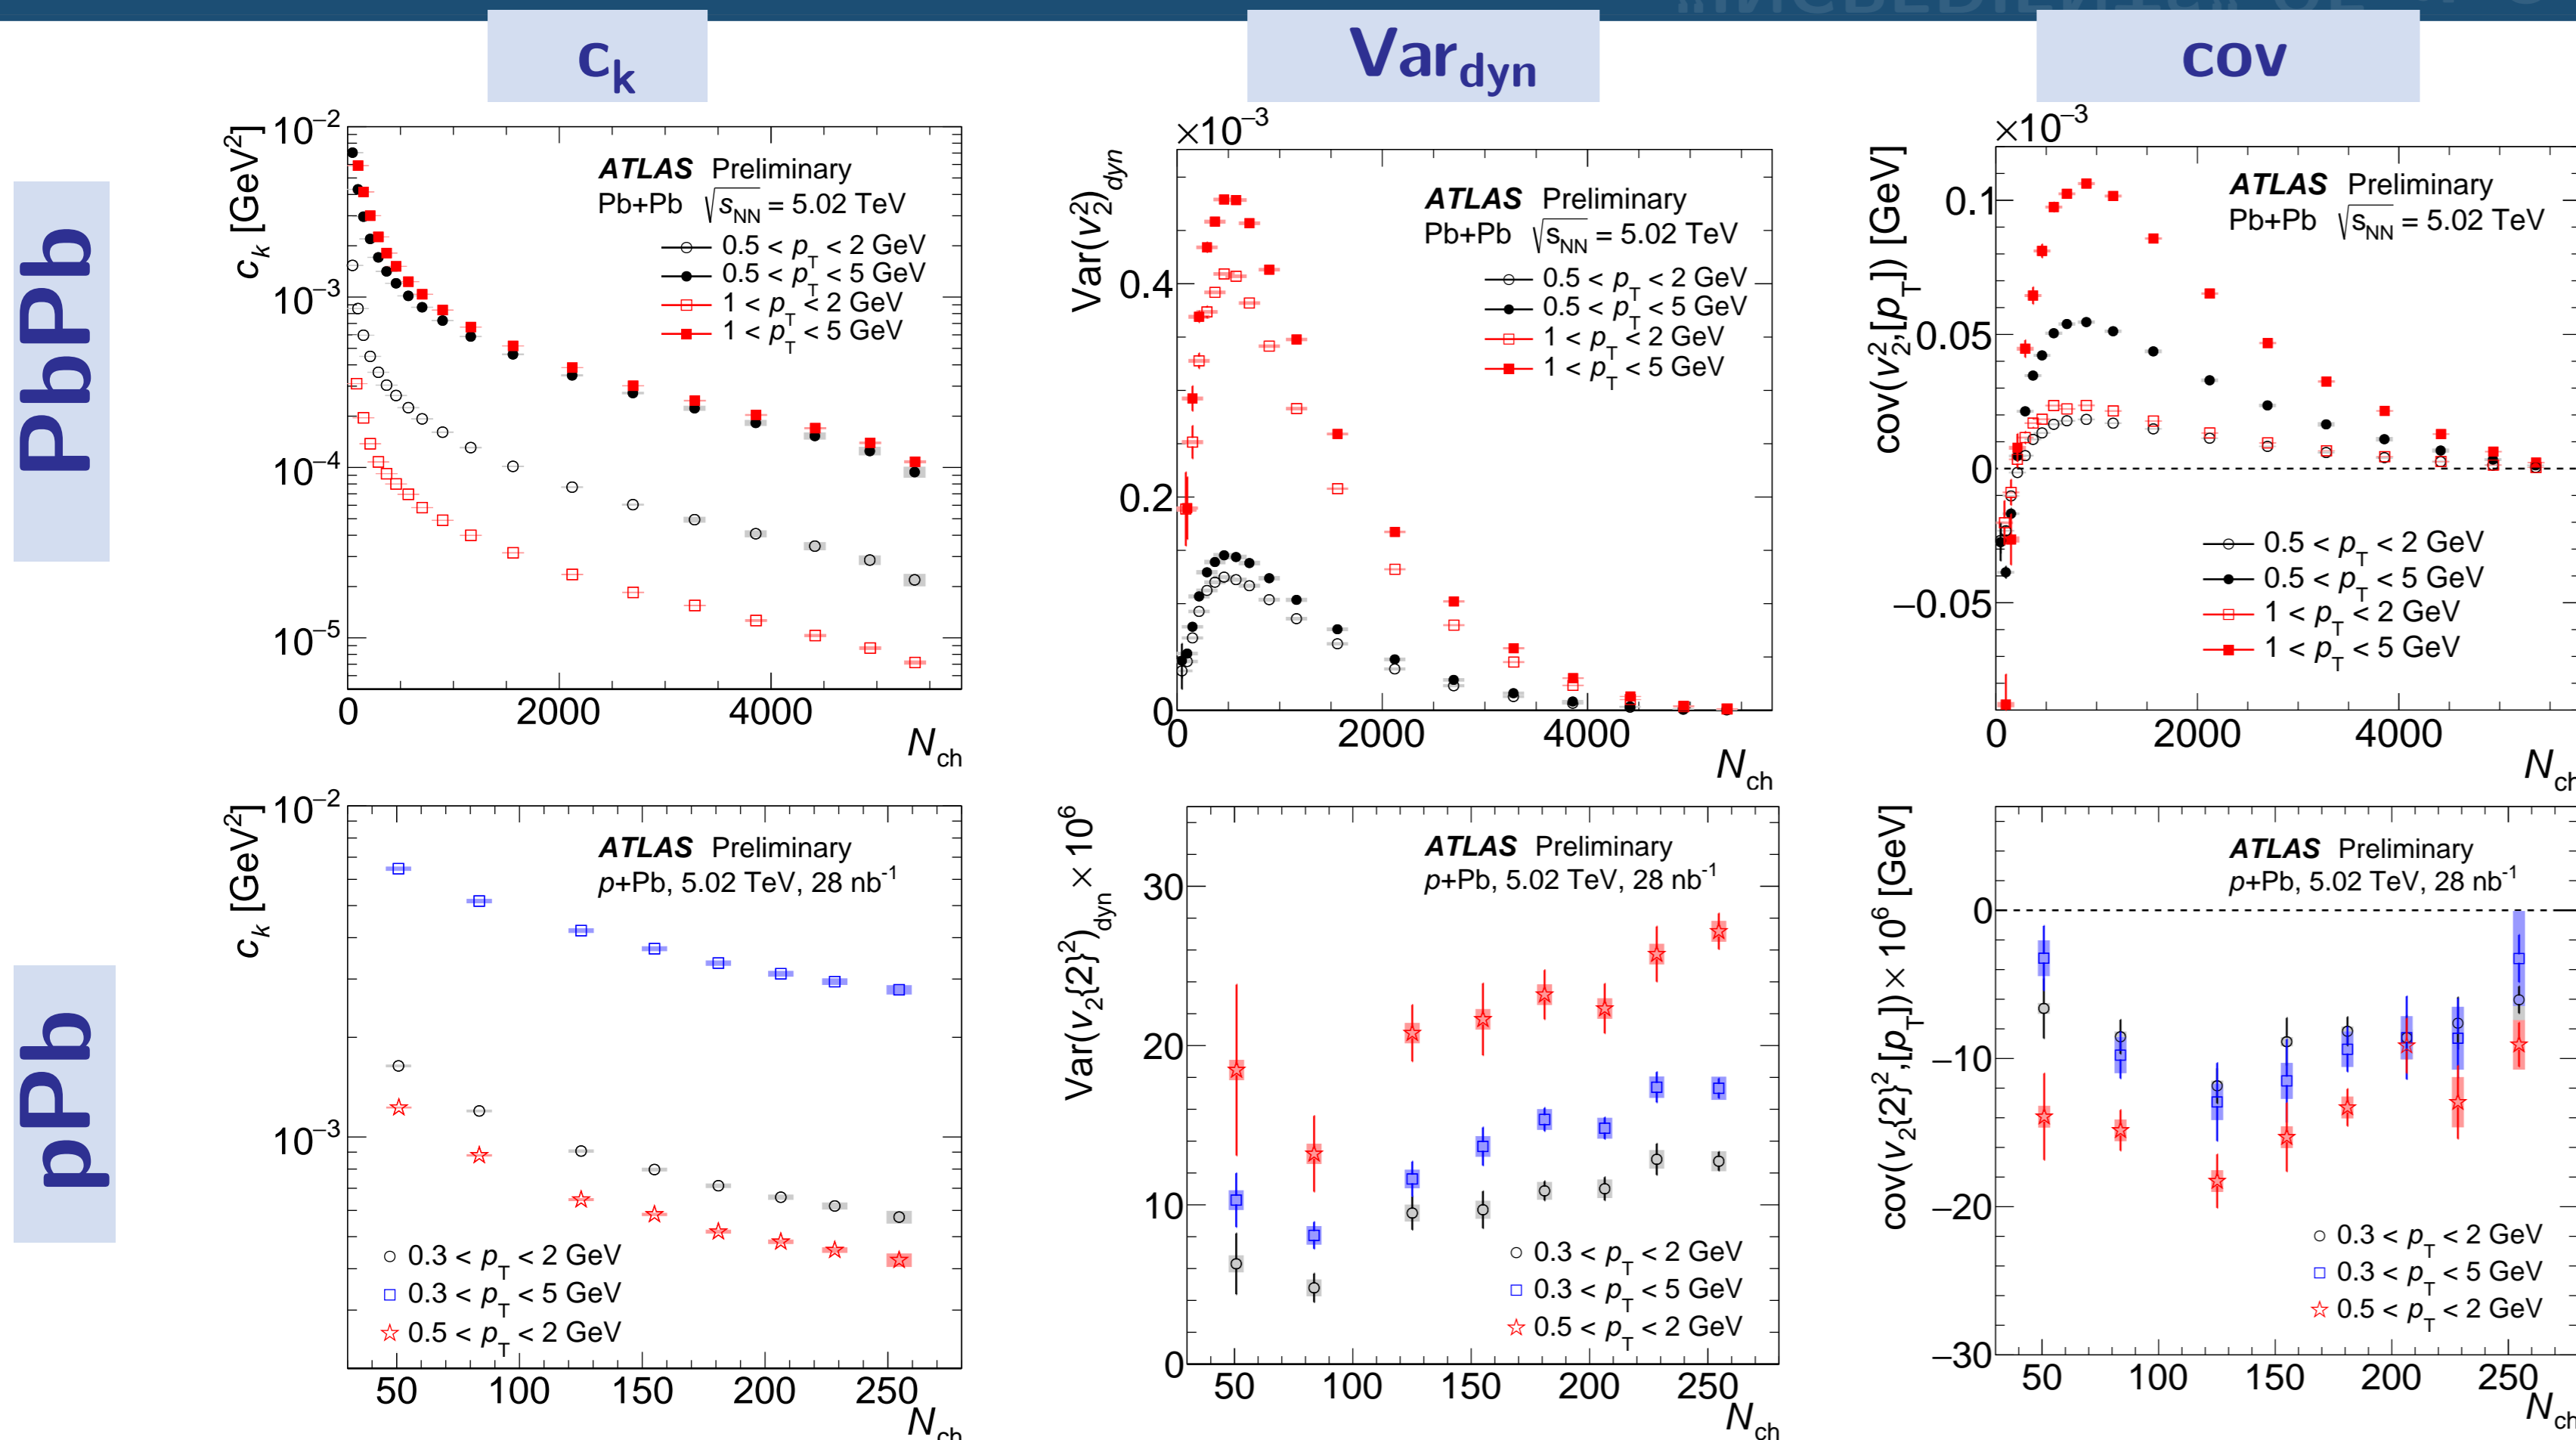 c_k
Var_dyn
cov
PbPb
c_k [GeV²]
10⁻²
10⁻³
10⁻⁴
10⁻⁵
ATLAS Preliminary
Pb+Pb √s_NN = 5.02 TeV
0.5 < p_T < 2 GeV
0.5 < p_T < 5 GeV
1 < p_T < 2 GeV
1 < p_T < 5 GeV
0 2000 4000
N_ch
×10⁻³
Var(v₂²)_dyn
0.4
0.2
0
ATLAS Preliminary
Pb+Pb √s_NN = 5.02 TeV
0.5 < p_T < 2 GeV
0.5 < p_T < 5 GeV
1 < p_T < 2 GeV
1 < p_T < 5 GeV
0 2000 4000
N_ch
×10⁻³
cov(v₂²,[p_T]) [GeV]
0.1
0.05
0
−0.05
ATLAS Preliminary
Pb+Pb √s_NN = 5.02 TeV
0.5 < p_T < 2 GeV
0.5 < p_T < 5 GeV
1 < p_T < 2 GeV
1 < p_T < 5 GeV
0 2000 4000
N_ch
pPb
c_k [GeV²]
10⁻²
10⁻³
ATLAS Preliminary
p+Pb, 5.02 TeV, 28 nb⁻¹
0.3 < p_T < 2 GeV
0.3 < p_T < 5 GeV
0.5 < p_T < 2 GeV
50 100 150 200 250
N_ch
Var(v₂{2}²)_dyn × 10⁶
30
20
10
0
ATLAS Preliminary
p+Pb, 5.02 TeV, 28 nb⁻¹
0.3 < p_T < 2 GeV
0.3 < p_T < 5 GeV
0.5 < p_T < 2 GeV
50 100 150 200 250
N_ch
cov(v₂{2}²,[p_T])× 10⁶ [GeV]
0
−10
−20
−30
ATLAS Preliminary
p+Pb, 5.02 TeV, 28 nb⁻¹
0.3 < p_T < 2 GeV
0.3 < p_T < 5 GeV
0.5 < p_T < 2 GeV
50 100 150 200 250
N_ch